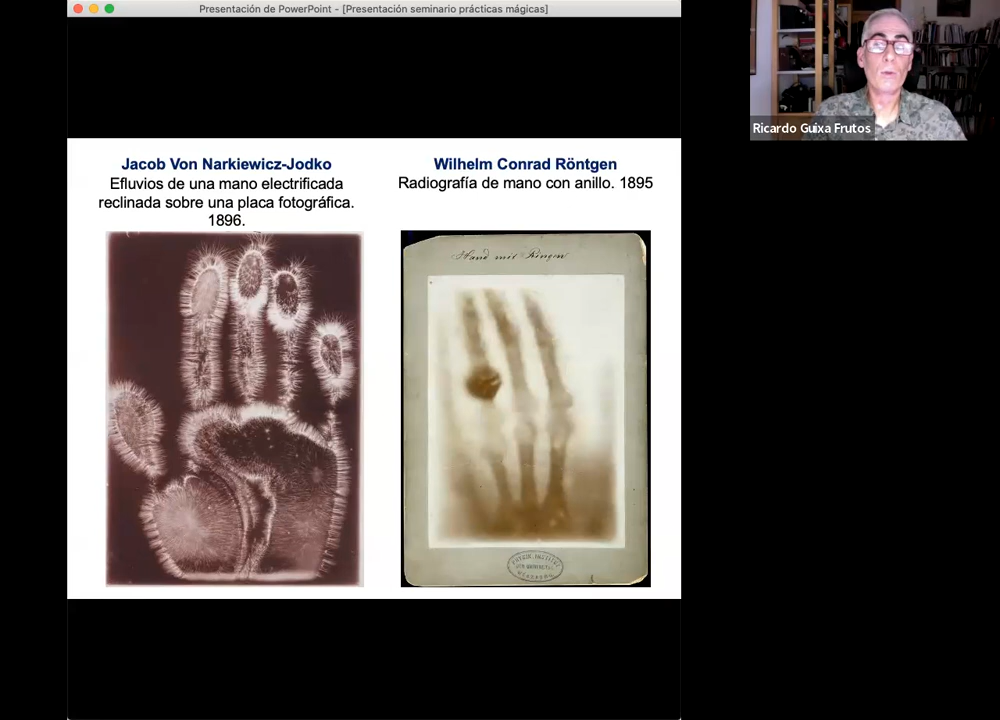 Presentación de PowerPoint - [Presentación seminario prácticas mágicas]
Jacob Von Narkiewicz-Jodko
Efluvios de una mano electrificada
reclinada sobre una placa fotográfica.
1896.
Wilhelm Conrad Röntgen
Radiografía de mano con anillo. 1895
Hand mit Ringen
Ricardo Guixa Frutos